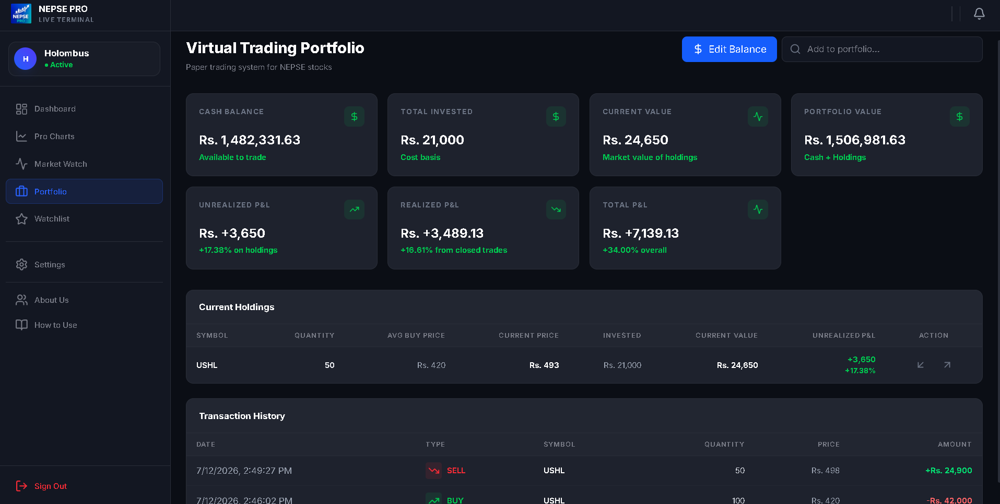 NEPSE PRO
LIVE TERMINAL
NEPSE
PRO
H
Holombus
Active
Dashboard
Pro Charts
Market Watch
Portfolio
Watchlist
Settings
About Us
How to Use
Sign Out
Virtual Trading Portfolio
Paper trading system for NEPSE stocks
$ Edit Balance
Add to portfolio...
CASH BALANCE
$
Rs. 1,482,331.63
Available to trade
TOTAL INVESTED
$
Rs. 21,000
Cost basis
CURRENT VALUE
Rs. 24,650
Market value of holdings
PORTFOLIO VALUE
$
Rs. 1,506,981.63
Cash + Holdings
UNREALIZED P&L
Rs. +3,650
+17.38% on holdings
REALIZED P&L
Rs. +3,489.13
+16.61% from closed trades
TOTAL P&L
Rs. +7,139.13
+34.00% overall
Current Holdings
SYMBOL QUANTITY AVG BUY PRICE CURRENT PRICE INVESTED CURRENT VALUE UNREALIZED P&L ACTION
USHL 50 Rs. 420 Rs. 493 Rs. 21,000 Rs. 24,650 +3,650
+17.38%
Transaction History
DATE TYPE SYMBOL QUANTITY PRICE AMOUNT
7/12/2026, 2:49:27 PM SELL USHL 50 Rs. 498 +Rs. 24,900
7/12/2026, 2:46:02 PM BUY USHL 100 Rs. 420 -Rs. 42,000